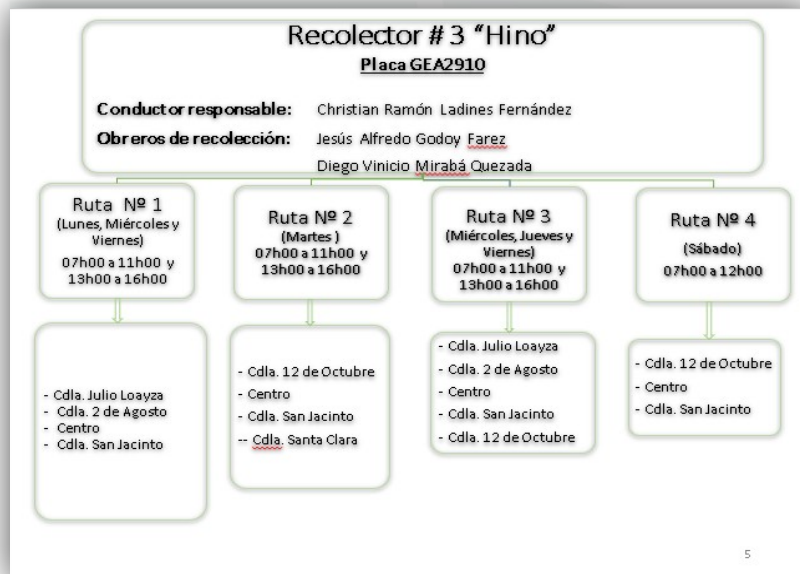 Recolector # 3 “Hino”
Placa GEA2910
Conductor responsable: Christian Ramón Ladines Fernández
Obreros de recolección: Jesús Alfredo Godoy Farez
Diego Vinicio Mirabá Quezada
Ruta Nº 1
(Lunes, Miércoles y
Viernes)
07h00 a 11h00 y
13h00 a 16h00
- Cdla. Julio Loayza
- Cdla. 2 de Agosto
- Centro
- Cdla. San Jacinto
Ruta Nº 2
(Martes )
07h00 a 11h00 y
13h00 a 16h00
- Cdla. 12 de Octubre
- Centro
- Cdla. San Jacinto
-- Cdla. Santa Clara
Ruta Nº 3
(Miércoles, Jueves y
Viernes)
07h00 a 11h00 y
13h00 a 16h00
- Cdla. Julio Loayza
- Cdla. 2 de Agosto
- Centro
- Cdla. San Jacinto
- Cdla. 12 de Octubre
Ruta Nº 4
(Sábado)
07h00 a 12h00
- Cdla. 12 de Octubre
- Centro
- Cdla. San Jacinto
5